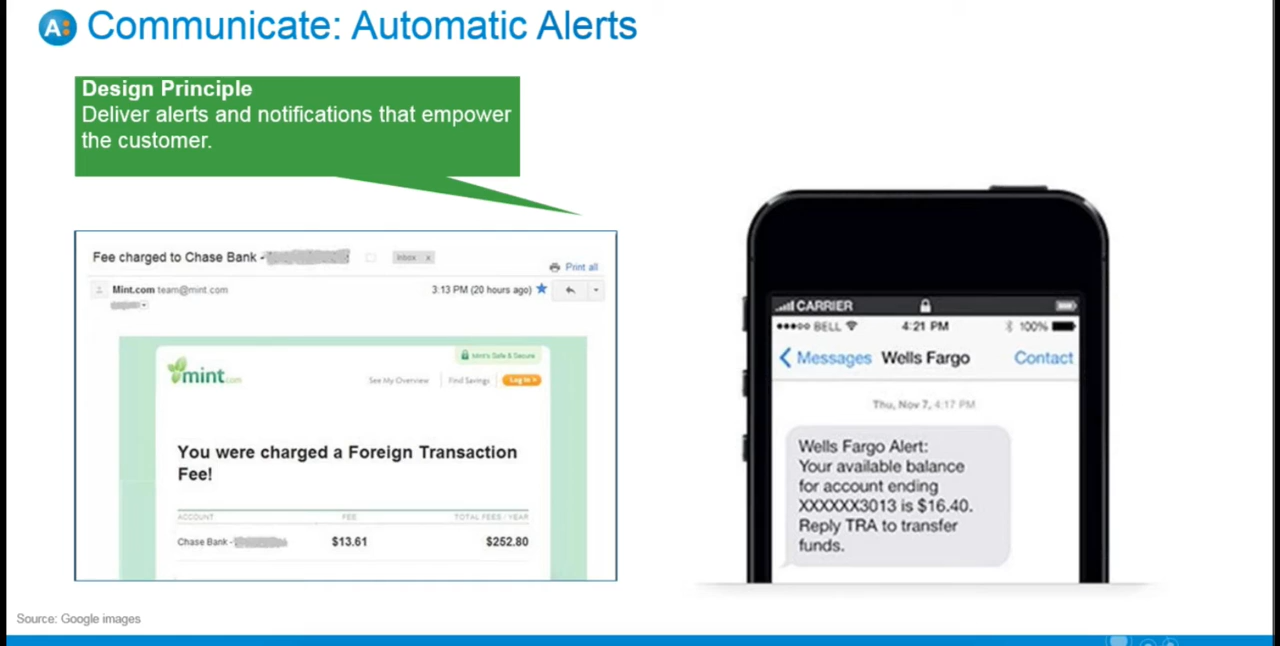 A:
Communicate: Automatic Alerts
Design Principle
Deliver alerts and notifications that empower
the customer.
Fee charged to Chase Bank -
Inbox x
Print all
Mint.com team@mint.com
3:13 PM (20 hours ago)
Mint's Safe & Secure
mint.com
See My Overview
Find Savings
Log in >
You were charged a Foreign Transaction
Fee!
ACCOUNT FEE TOTAL FEES / YEAR
Chase Bank - $13.61 $252.80
CARRIER
BELL 4:21 PM 100%
Messages Wells Fargo Contact
Thu, Nov 7, 4:17 PM
Wells Fargo Alert:
Your available balance
for account ending
XXXXXX3013 is $16.40.
Reply TRA to transfer
funds.
Source: Google images